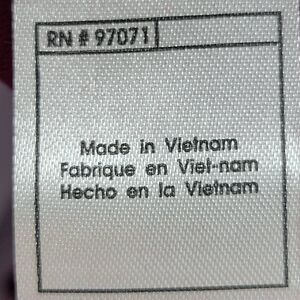 RN # 97071
Made in Vietnam
Fabrique en Viet-nam
Hecho en la Vietnam